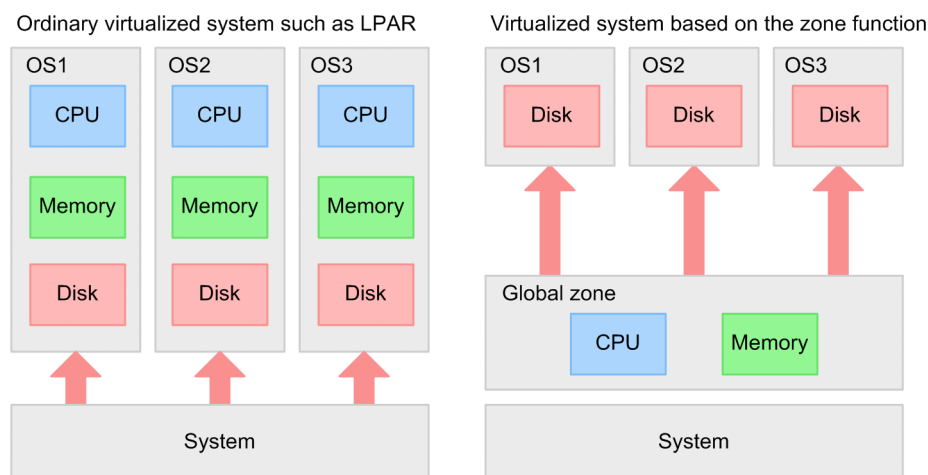 Ordinary virtualized system such as LPAR
OS1
OS2
OS3
CPU
CPU
CPU
Memory
Memory
Memory
Disk
Disk
Disk
System
Virtualized system based on the zone function
OS1
OS2
OS3
Disk
Disk
Disk
Global zone
CPU
Memory
System